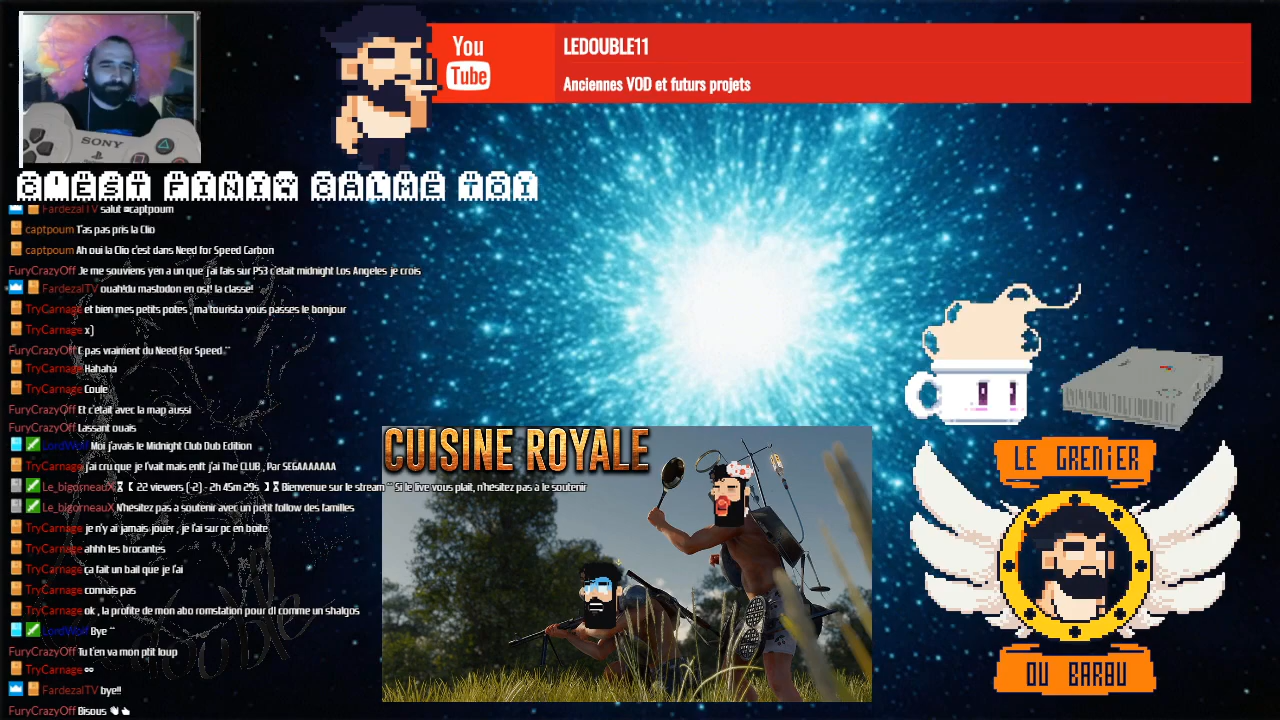 You
Tube
LEDOUBLE11
Anciennes VOD et futurs projets
SONY
C'EST FINI CALME TOI
FardezalTV salut ¤captpoum
captpoum T'as pas pris la Clio
captpoum Ah oui la Clio c'est dans Need for Speed Carbon
FuryCrazyOff Je me souviens yen a un que j'ai fais sur PS3 c'etait midnight Los Angeles je crois
FardezalTV ouah!du mastodon en ost! la classe!
TryCarnage et bien mes petits potes , ma tourista vous passes le bonjour
TryCarnage x)
FuryCrazyOff C pas vraiment du Need For Speed ^^
TryCarnage Hahaha
TryCarnage Coule
FuryCrazyOff Et c'était avec la map aussi
FuryCrazyOff Lassant ouais
LordWolf Moi j'avais le Midnight Club Dub Edition
TryCarnage j'ai cru que je l'vait mais enft j'ai The CLUB , Par SEGAAAAAAA
Le_bigorneauX ⌛【 22 viewers [-2] - 2h 45m 29s 】⌛ Bienvenue sur le stream ^^ Si le live vous plait, n'hésitez pas à le soutenir
Le_bigorneauX N'hesitez pas a soutenir avec un petit follow des familles
TryCarnage je n'y ai jamais jouer , je l'ai sur pc en boite
TryCarnage ahhh les brocantes
TryCarnage ça fait un bail que je l'ai
TryCarnage connais pas
TryCarnage ok , la profite de mon abo romstation pour dl comme un shalgos
LordWolf Bye ^^
FuryCrazyOff Tu t'en va mon ptit loup
TryCarnage
FardezalTV bye!!
FuryCrazyOff Bisous
CUISINE ROYALE
LE GRENIER
DU BARBU